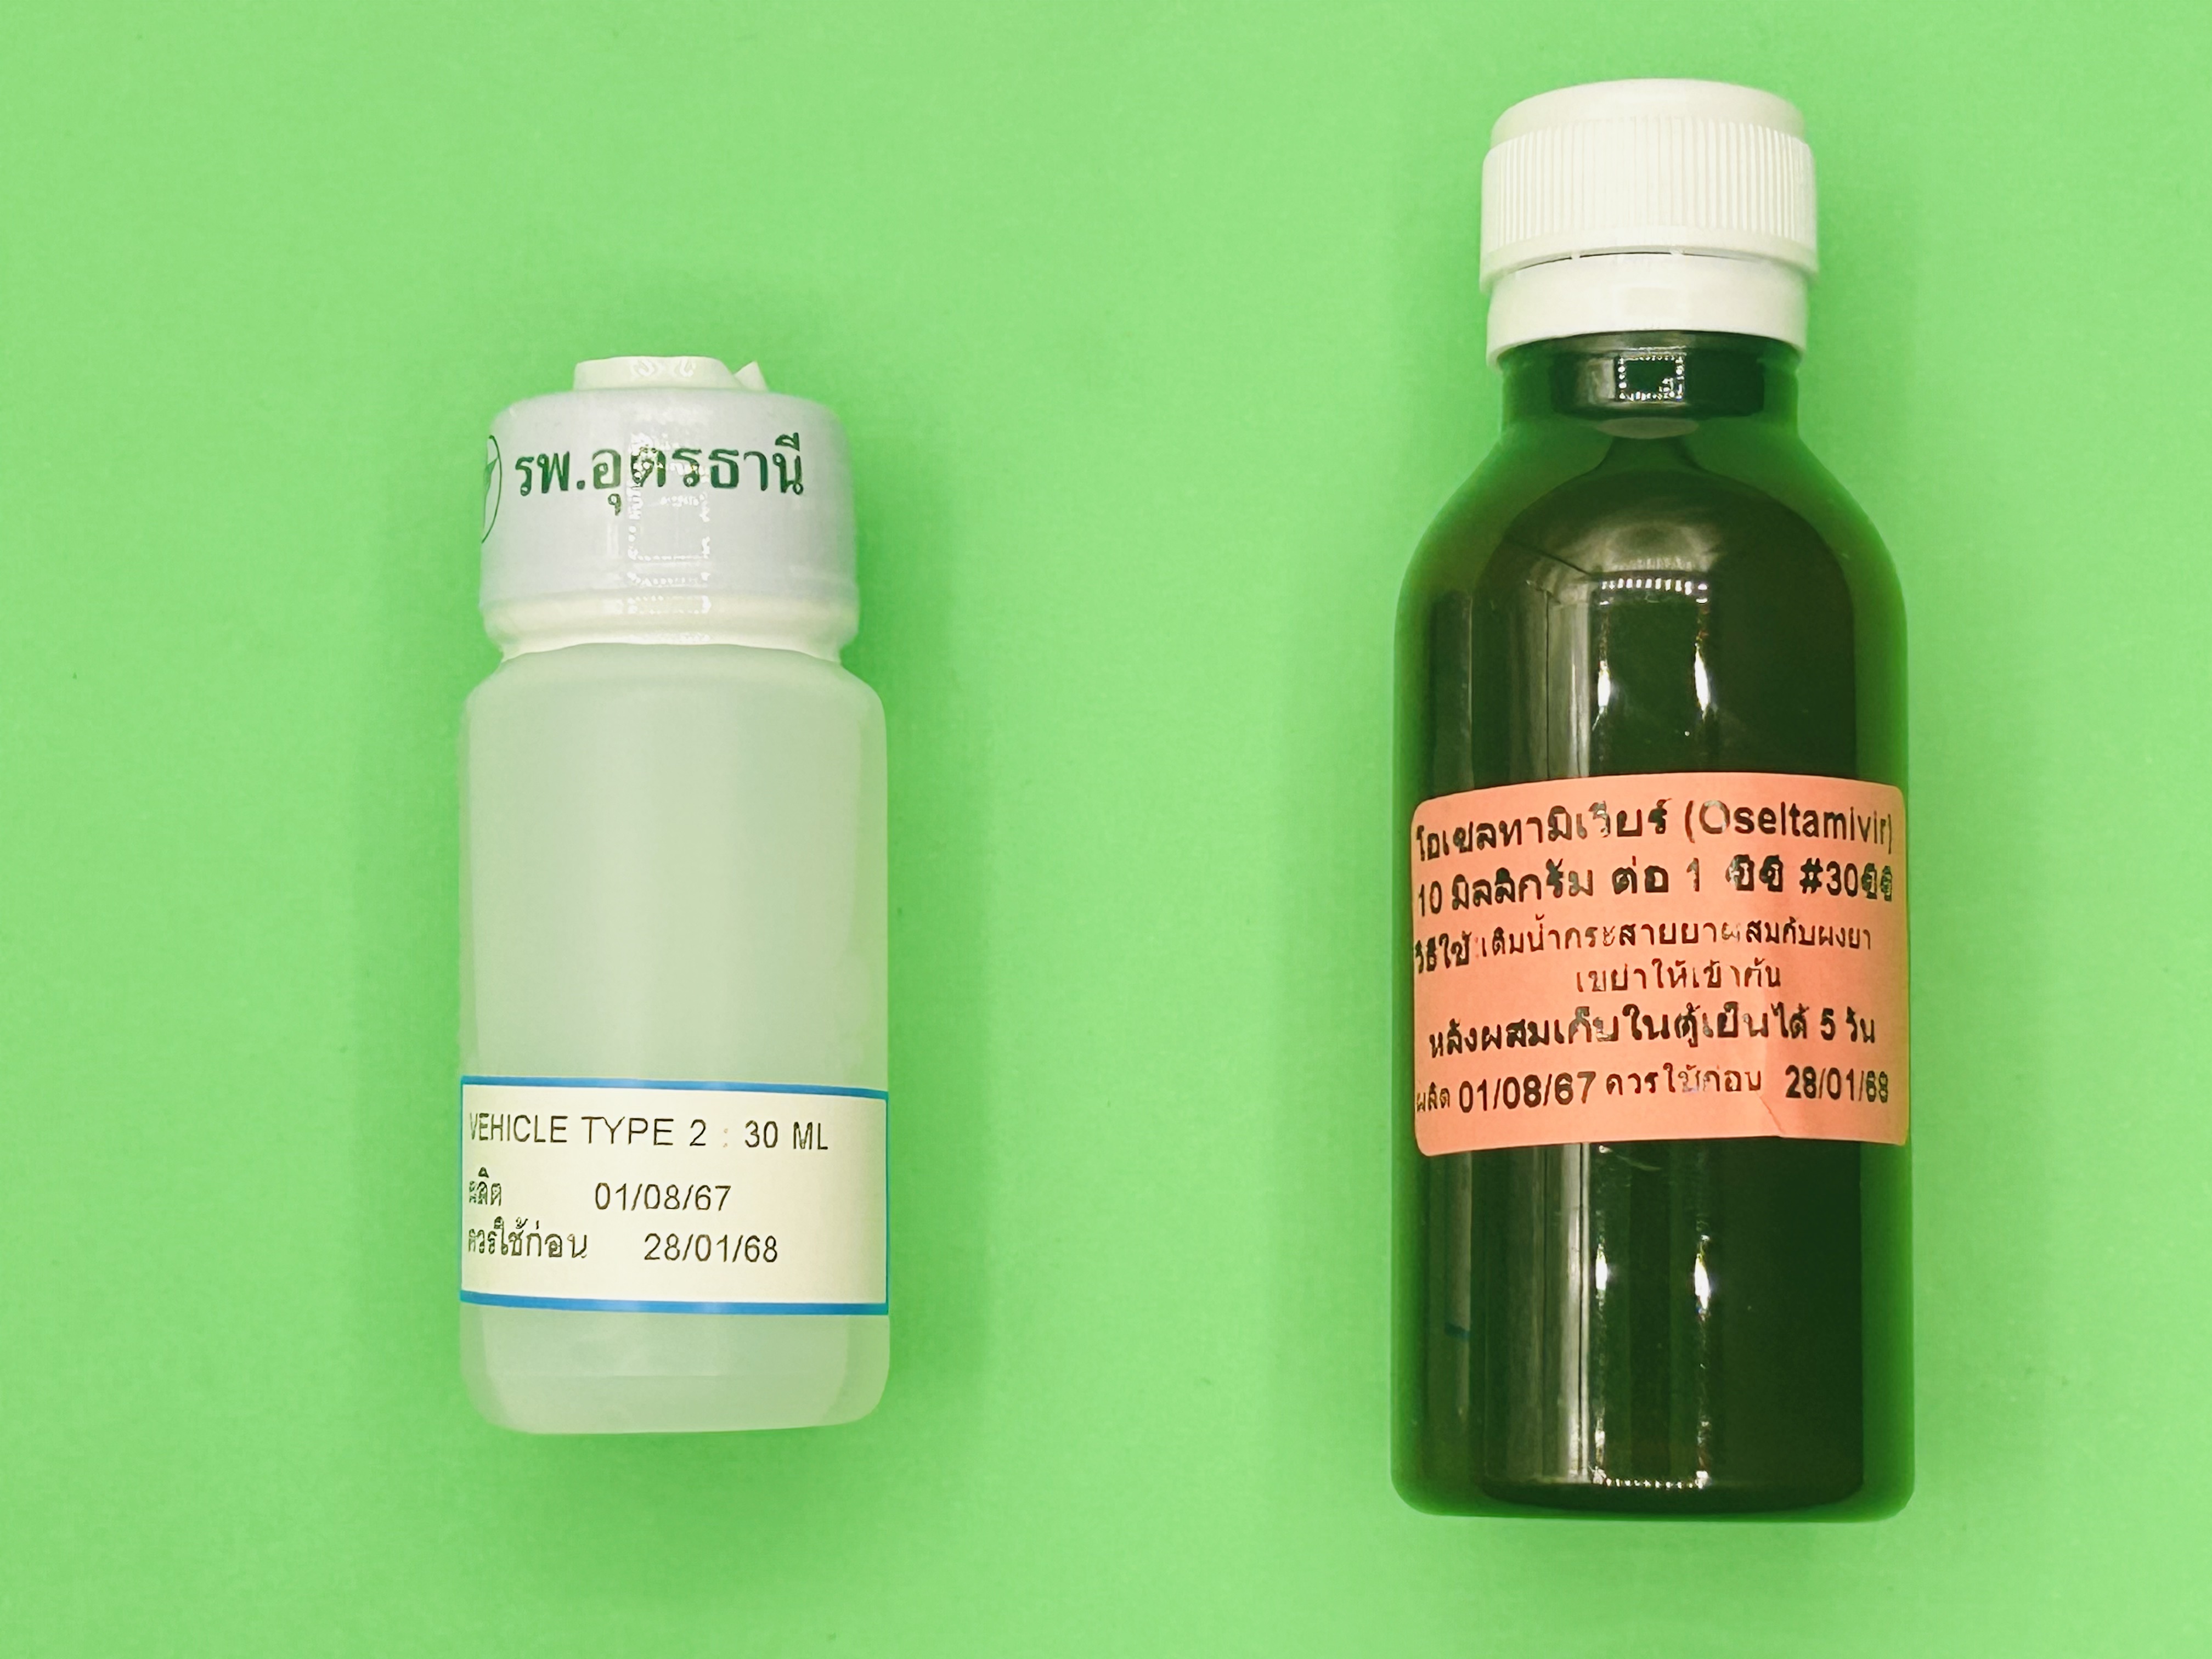 รพ.อุดรธานี
VEHICLE TYPE 2 : 30 ML
ผลิต 01/08/67
ควรใช้ก่อน 28/01/68
โอเซลทามิเวียร์ (Oseltamivir)
10 มิลลิกรัม ต่อ 1 ซีซี #30ซีซี
วิธีใช้ เติมน้ำกระสายยาผสมกับผงยา
เขย่าให้เข้ากัน
หลังผสมเก็บในตู้เย็นได้ 5 วัน
ผลิต 01/08/67 ควรใช้ก่อน 28/01/68